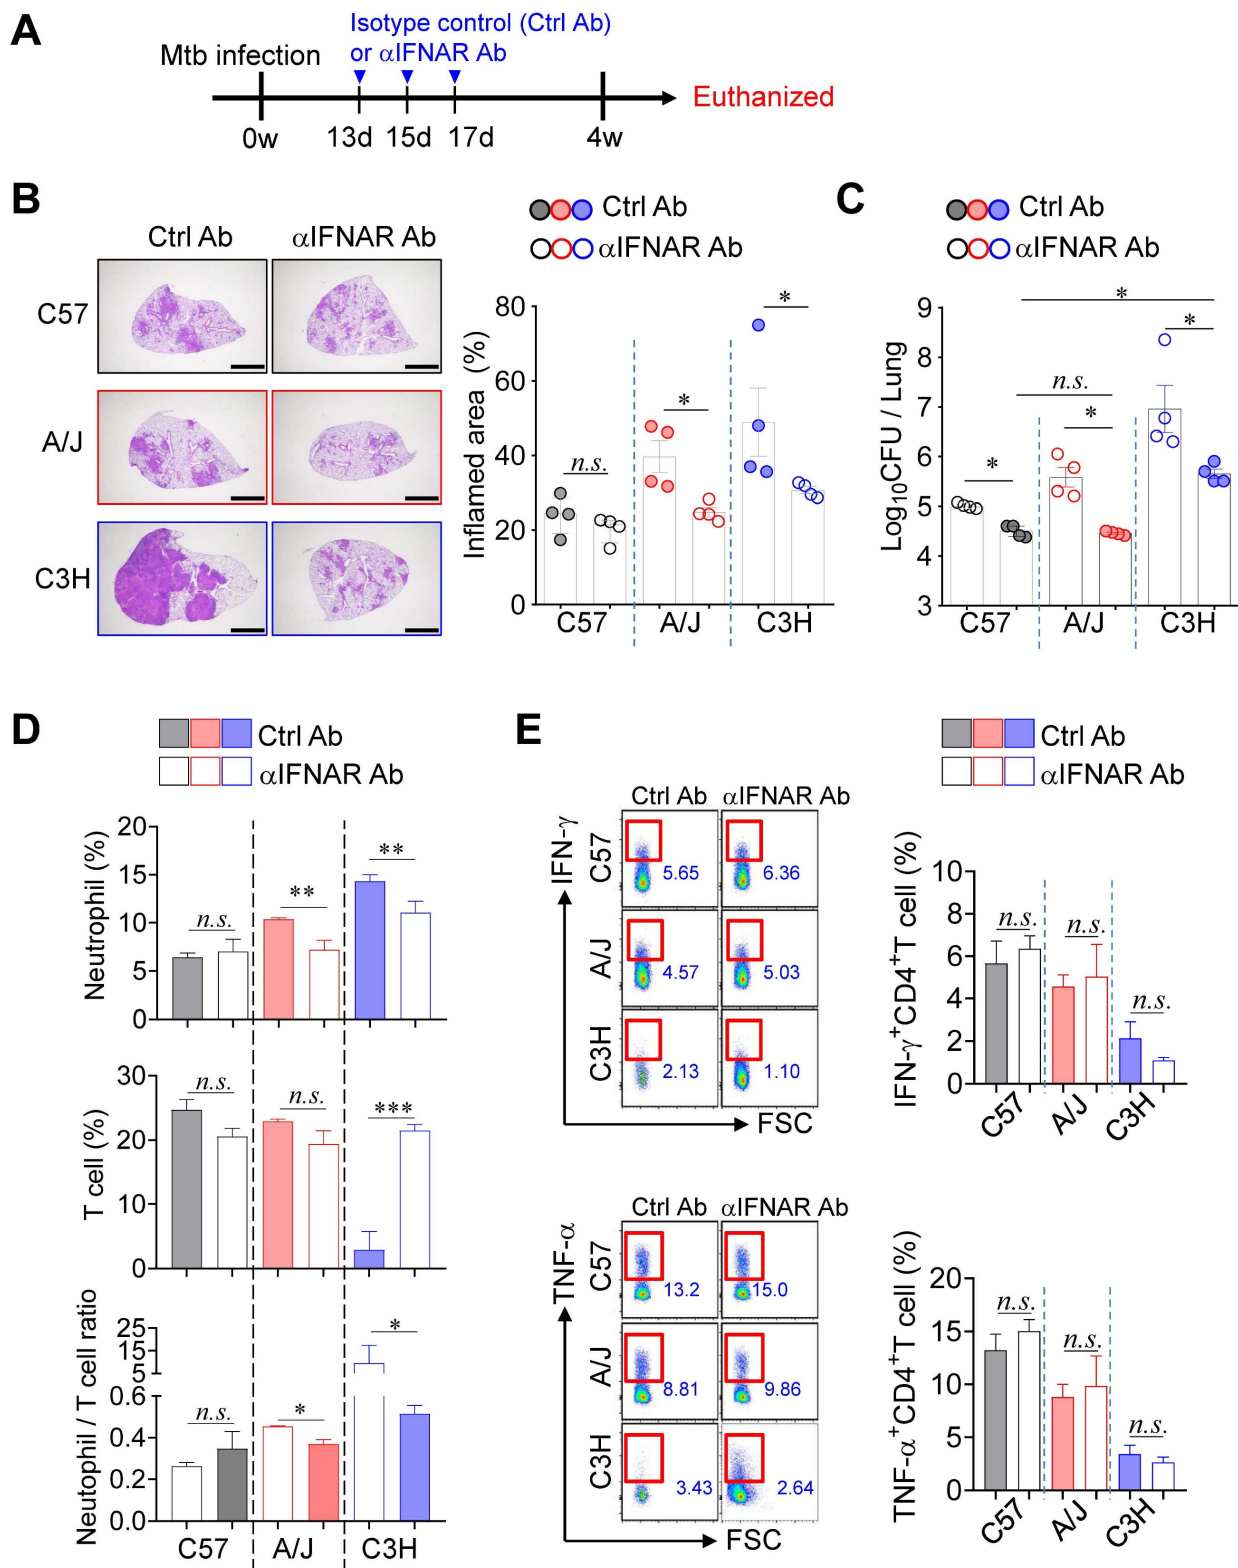 A
Isotype control (Ctrl Ab)
or αIFNAR Ab
Mtb infection
Euthanized
0w 13d 15d 17d 4w
B
Ctrl Ab αIFNAR Ab
C57
A/J
C3H
Ctrl Ab
αIFNAR Ab
Inflamed area (%)
80
60
40
20
0
n.s.
*
*
C57 A/J C3H
C
Ctrl Ab
αIFNAR Ab
Log10CFU / Lung
9
8
7
6
5
4
3
*
n.s.
*
*
*
C57 A/J C3H
D
Ctrl Ab
αIFNAR Ab
Neutrophil (%)
20
15
10
5
0
n.s.
**
**
T cell (%)
30
20
10
0
n.s.
n.s.
***
Neutophil / T cell ratio
25
15
5
0.6
0.4
0.2
0.0
n.s.
*
*
C57 A/J C3H
E
Ctrl Ab αIFNAR Ab
IFN-γ
C57
5.65 6.36
A/J
4.57 5.03
C3H
2.13 1.10
FSC
Ctrl Ab
αIFNAR Ab
IFN-γ+CD4+T cell (%)
10
8
6
4
2
0
n.s.
n.s.
n.s.
C57 A/J C3H
Ctrl Ab αIFNAR Ab
TNF-α
C57
13.2 15.0
A/J
8.81 9.86
C3H
3.43 2.64
FSC
TNF-α+CD4+T cell (%)
20
15
10
5
0
n.s.
n.s.
n.s.
C57 A/J C3H